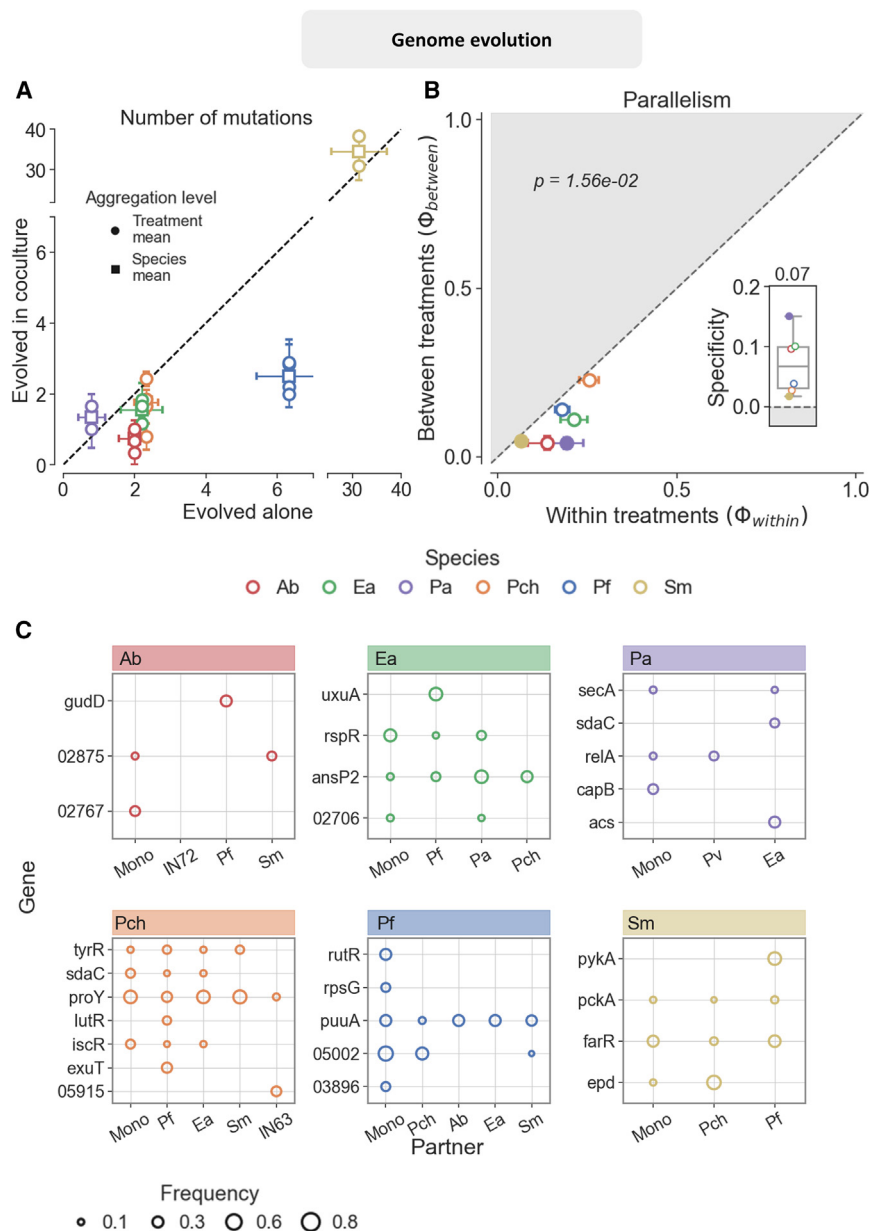 Genome evolution
A
Number of mutations
40
30
Aggregation level
Treatment
mean
Species
mean
6
4
2
0
Evolved in coculture
0 2 4 6 30 40
Evolved alone
B
Parallelism
1.0
p = 1.56e-02
0.5
0.0
Between treatments (Φbetween)
0.07
0.2
0.1
0.0
Specificity
0.0 0.5 1.0
Within treatments (Φwithin)
Species
Ab Ea Pa Pch Pf Sm
C
Gene
Ab
gudD
02875
02767
Mono IN72 Pf Sm
Ea
uxuA
rspR
ansP2
02706
Mono Pf Pa Pch
Pa
secA
sdaC
relA
capB
acs
Mono Pv Ea
Pch
tyrR
sdaC
proY
lutR
iscR
exuT
05915
Mono Pf Ea Sm IN63
Pf
rutR
rpsG
puuA
05002
03896
Mono Pch Ab Ea Sm
Sm
pykA
pckA
farR
epd
Mono Pch Pf
Partner
Frequency
0.1 0.3 0.6 0.8